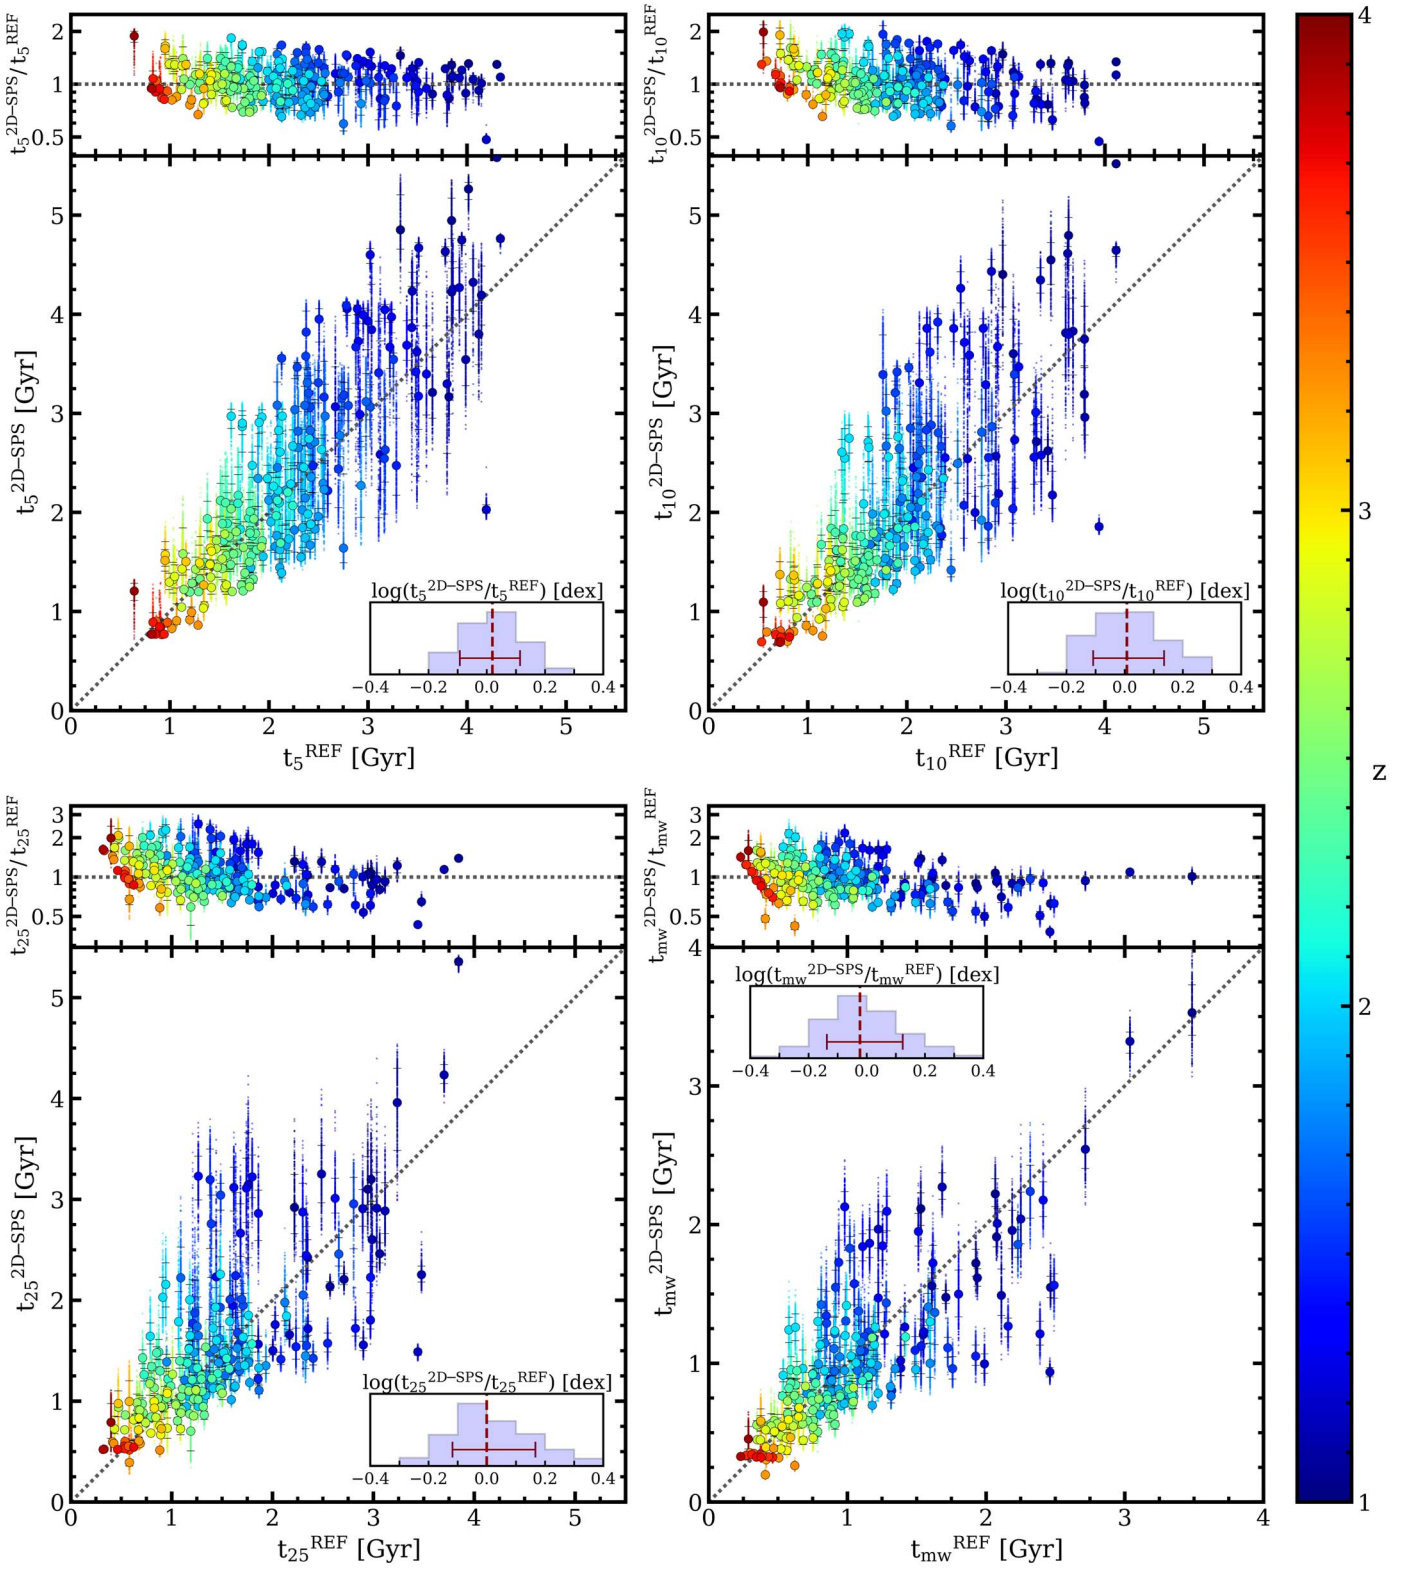 t5^2D−SPS/t5^REF
2
1
0.5
t5^2D−SPS [Gyr]
5
4
3
2
1
0
log(t5^2D−SPS/t5^REF) [dex]
−0.4 −0.2 0.0 0.2 0.4
0 1 2 3 4 5
t5^REF [Gyr]
t10^2D−SPS/t10^REF
2
1
0.5
t10^2D−SPS [Gyr]
5
4
3
2
1
0
log(t10^2D−SPS/t10^REF) [dex]
−0.4 −0.2 0.0 0.2 0.4
0 1 2 3 4 5
t10^REF [Gyr]
t25^2D−SPS/t25^REF
3
2
1
0.5
t25^2D−SPS [Gyr]
5
4
3
2
1
0
log(t25^2D−SPS/t25^REF) [dex]
−0.4 −0.2 0.0 0.2 0.4
0 1 2 3 4 5
t25^REF [Gyr]
tmw^2D−SPS/tmw^REF
3
2
1
0.5
tmw^2D−SPS [Gyr]
4
3
2
1
0
log(tmw^2D−SPS/tmw^REF) [dex]
−0.4 −0.2 0.0 0.2 0.4
0 1 2 3 4
tmw^REF [Gyr]
4
3
2
1
z